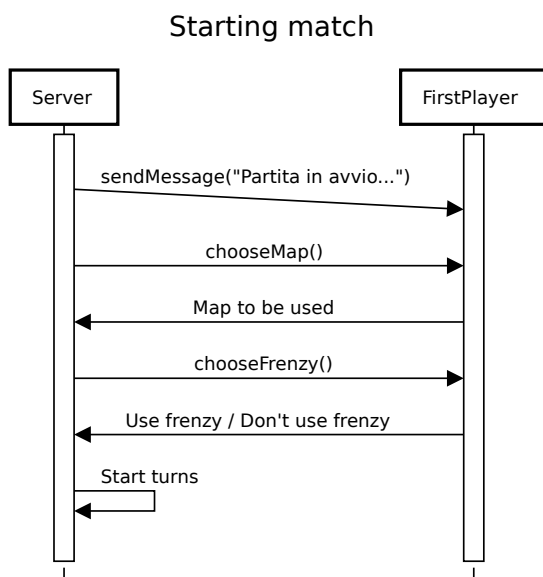 Starting match
Server
FirstPlayer
sendMessage("Partita in avvio...")
chooseMap()
Map to be used
chooseFrenzy()
Use frenzy / Don't use frenzy
Start turns